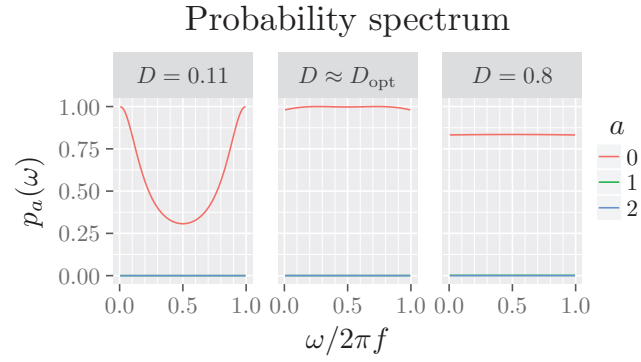 Probability spectrum
D = 0.11 D ≈ D_opt D = 0.8
p_a(ω)
1.00
0.75
0.50
0.25
0.00
0.0 0.5 1.0 0.0 0.5 1.0 0.0 0.5 1.0
ω/2πf
a
0
1
2